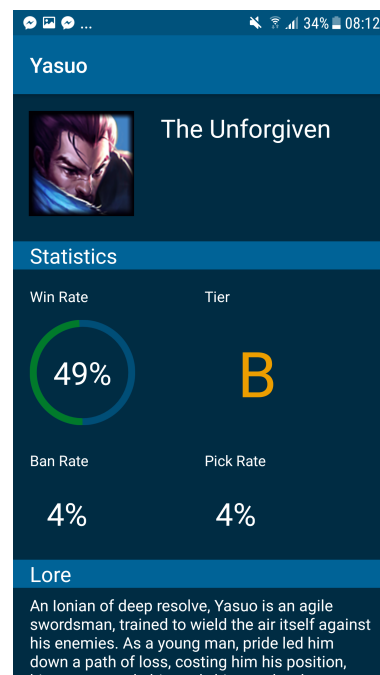 ... 34% 08:12
Yasuo
The Unforgiven
Statistics
Win Rate Tier
49% B
Ban Rate Pick Rate
4% 4%
Lore
An Ionian of deep resolve, Yasuo is an agile
swordsman, trained to wield the air itself against
his enemies. As a young man, pride led him
down a path of loss, costing him his position,